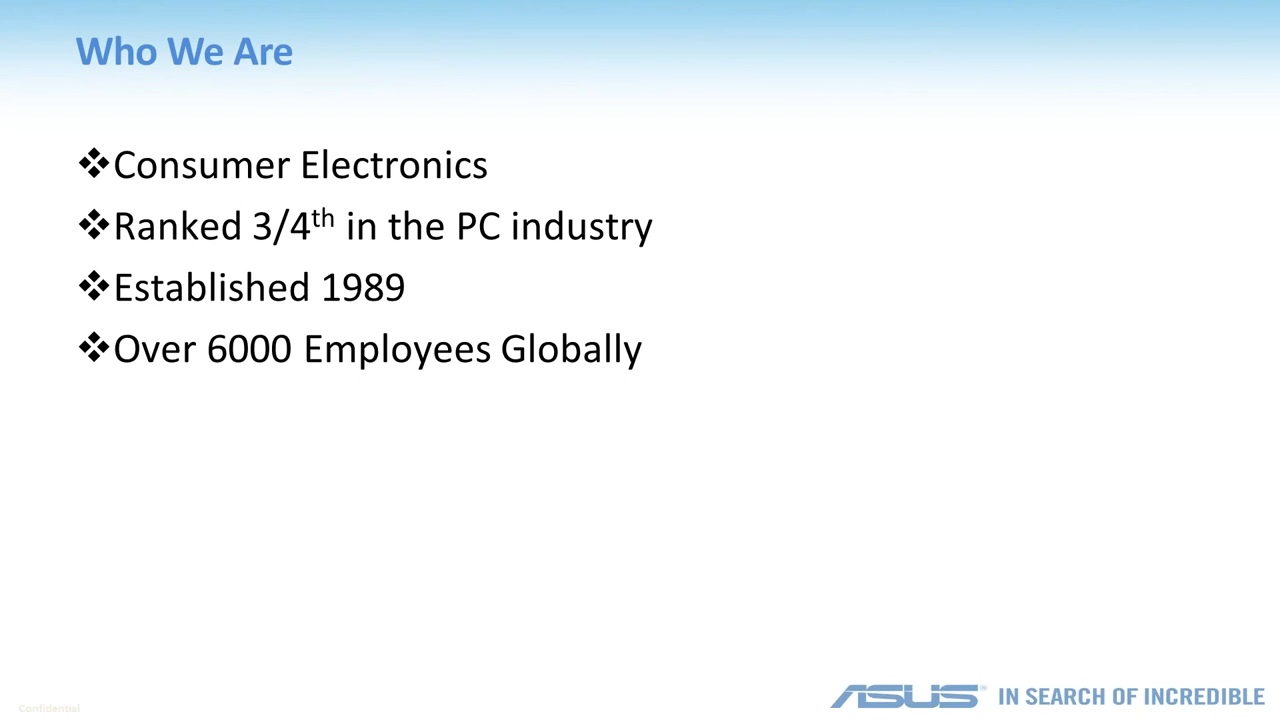 Who We Are
❖Consumer Electronics
❖Ranked 3/4th in the PC industry
❖Established 1989
❖Over 6000 Employees Globally
Confidential
ASUS® IN SEARCH OF INCREDIBLE